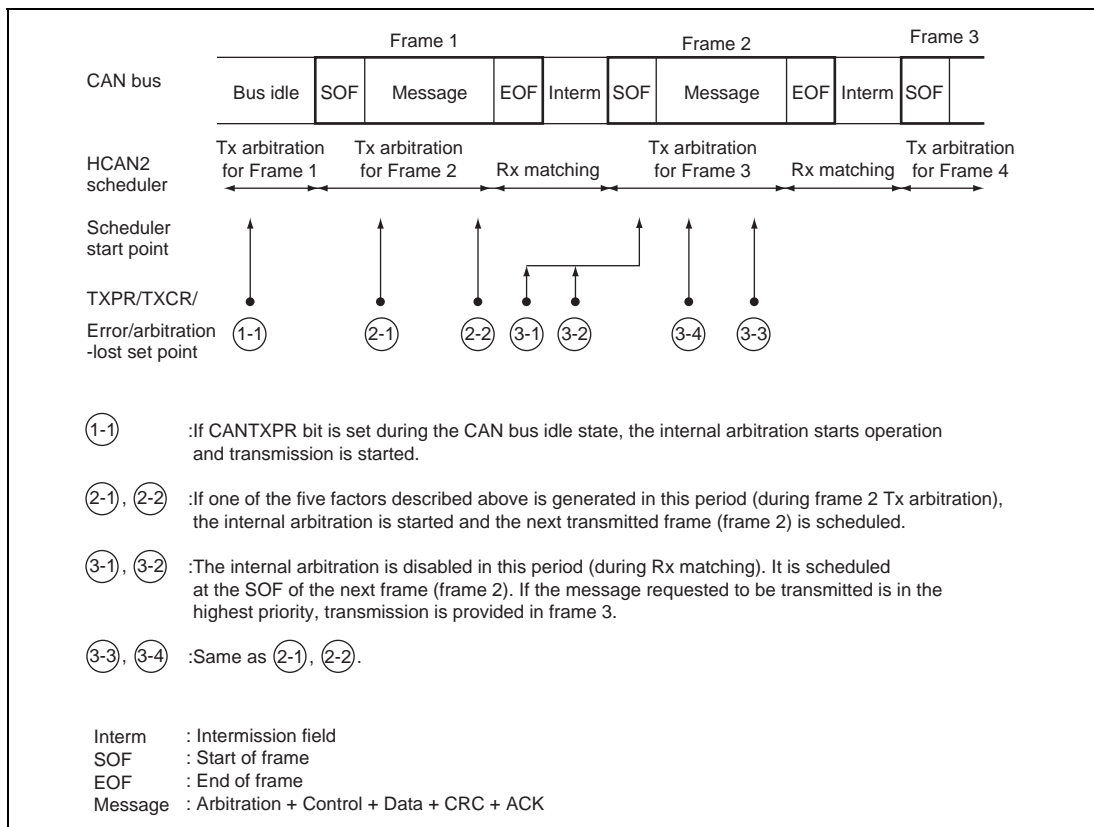 Frame 1 Frame 2 Frame 3
CAN bus Bus idle SOF Message EOF Interm SOF Message EOF Interm SOF
HCAN2 scheduler Tx arbitration for Frame 1 Tx arbitration for Frame 2 Rx matching Tx arbitration for Frame 3 Rx matching Tx arbitration for Frame 4
Scheduler
start point
TXPR/TXCR/
Error/arbitration
-lost set point
1-1 2-1 2-2 3-1 3-2 3-4 3-3
1-1 :If CANTXPR bit is set during the CAN bus idle state, the internal arbitration starts operation
and transmission is started.
2-1, 2-2 :If one of the five factors described above is generated in this period (during frame 2 Tx arbitration),
the internal arbitration is started and the next transmitted frame (frame 2) is scheduled.
3-1, 3-2 :The internal arbitration is disabled in this period (during Rx matching). It is scheduled
at the SOF of the next frame (frame 2). If the message requested to be transmitted is in the
highest priority, transmission is provided in frame 3.
3-3, 3-4 :Same as 2-1, 2-2.
Interm : Intermission field
SOF : Start of frame
EOF : End of frame
Message : Arbitration + Control + Data + CRC + ACK